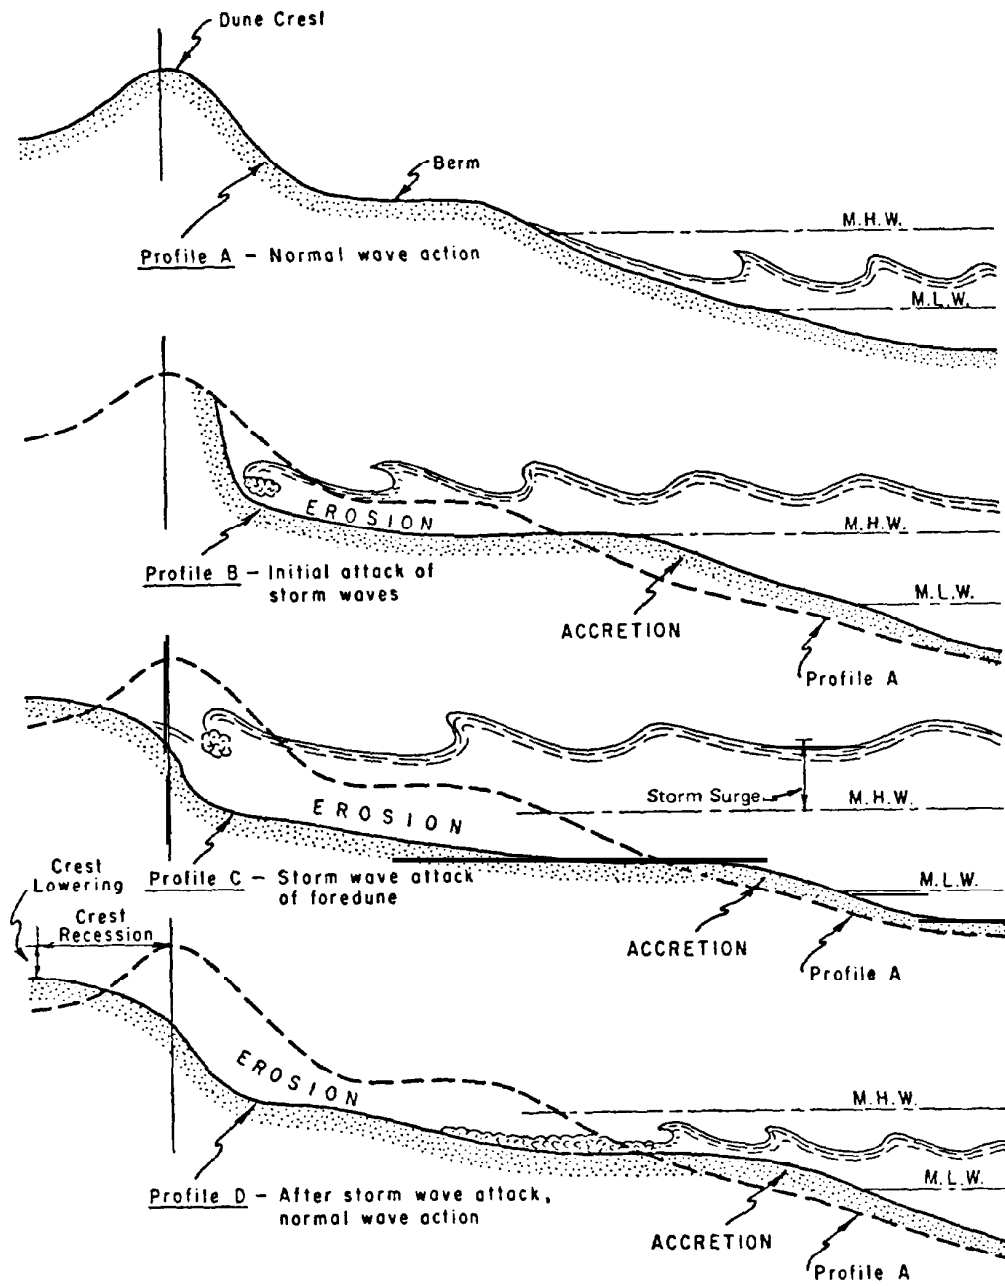 Dune Crest
Berm
M.H.W.
Profile A – Normal wave action
M.L.W.
EROSION
M.H.W.
Profile B – Initial attack of
storm waves
M.L.W.
ACCRETION
Profile A
Storm Surge
M.H.W.
EROSION
Crest
Lowering
Profile C – Storm wave attack
of foredune
M.L.W.
Crest
Recession
ACCRETION
Profile A
EROSION
M.H.W.
M.L.W.
Profile D – After storm wave attack,
normal wave action
ACCRETION
Profile A